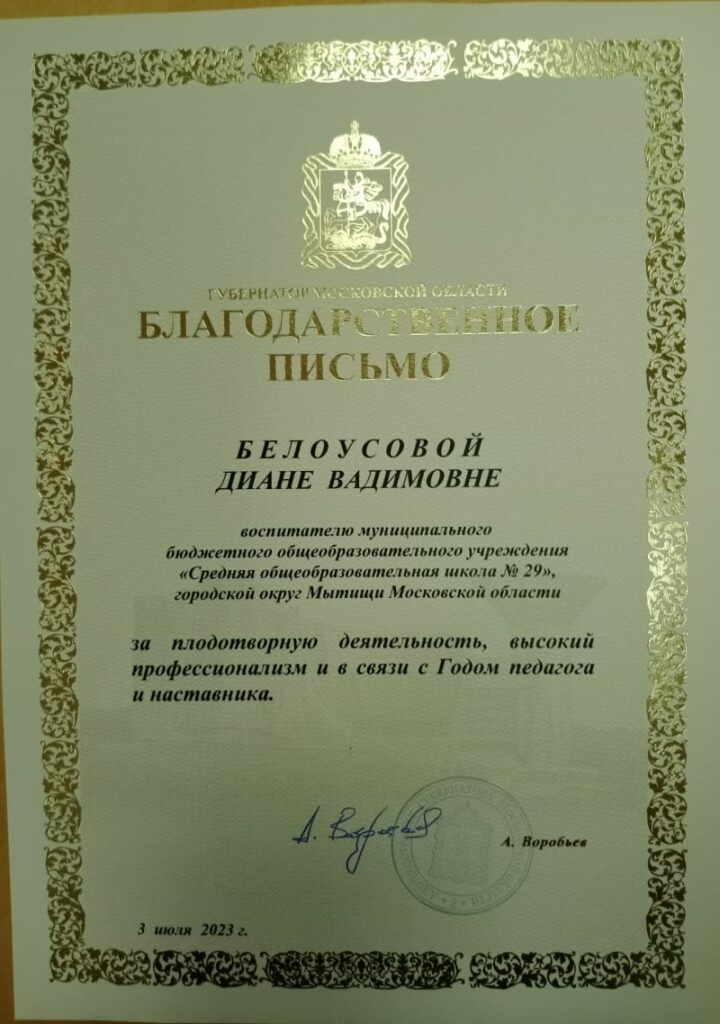 ГУБЕРНАТОР МОСКОВСКОЙ ОБЛАСТИ
БЛАГОДАРСТВЕННОЕ
ПИСЬМО
БЕЛОУСОВОЙ
ДИАНЕ ВАДИМОВНЕ
воспитателю муниципального
бюджетного общеобразовательного учреждения
«Средняя общеобразовательная школа № 29»,
городской округ Мытищи Московской области
за плодотворную деятельность, высокий
профессионализм и в связи с Годом педагога
и наставника.
А. Воробьев
3 июля 2023 г.